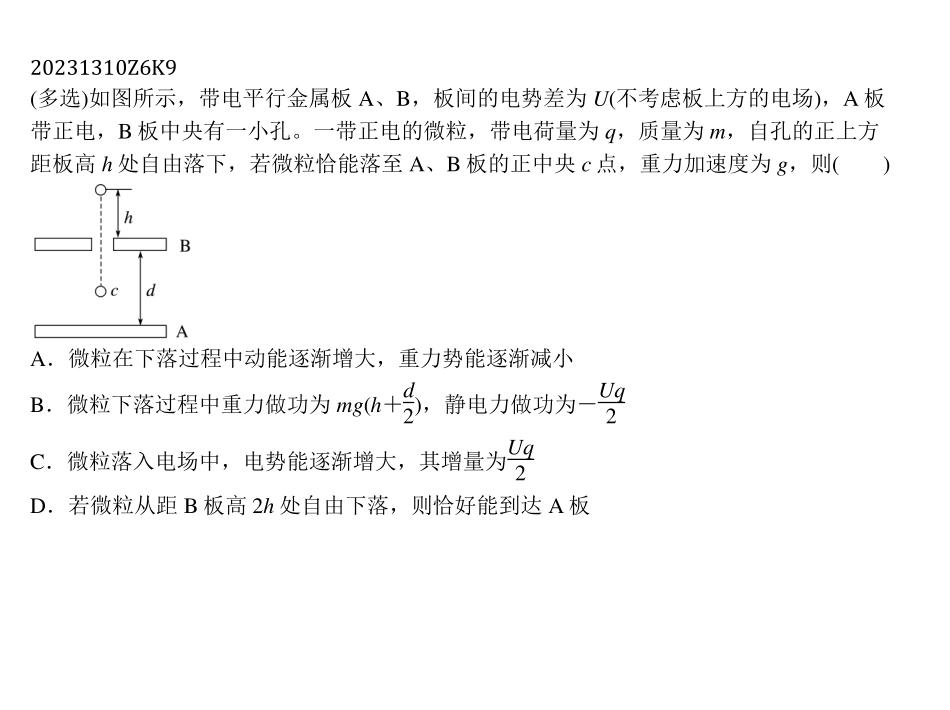 20231310Z6K9
(多选)如图所示，带电平行金属板 A、B，板间的电势差为 U(不考虑板上方的电场)，A 板
带正电，B 板中央有一小孔。一带正电的微粒，带电荷量为 q，质量为 m，自孔的正上方
距板高 h 处自由落下，若微粒恰能落至 A、B 板的正中央 c 点，重力加速度为 g，则(　　)
h
B
c
d
A
A．微粒在下落过程中动能逐渐增大，重力势能逐渐减小
B．微粒下落过程中重力做功为 mg(h＋d/2)，静电力做功为－Uq/2
C．微粒落入电场中，电势能逐渐增大，其增量为Uq/2
D．若微粒从距 B 板高 2h 处自由下落，则恰好能到达 A 板